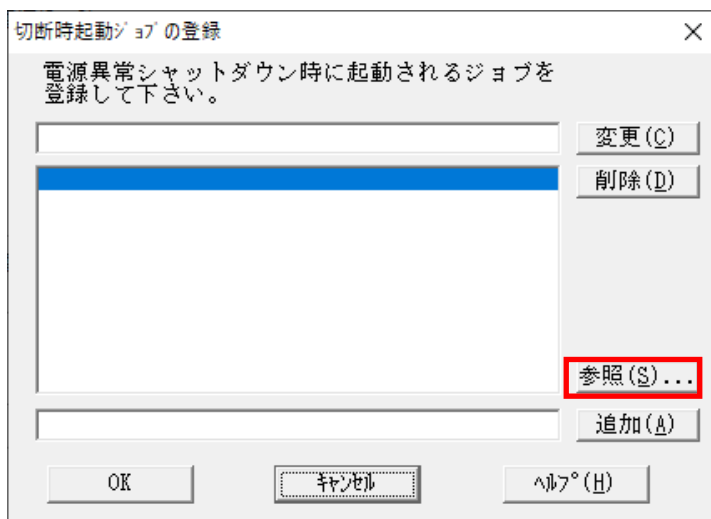 切断時起動ｼﾞｮﾌﾞの登録
電源異常シャットダウン時に起動されるジョブを
登録して下さい。
変更(C)
削除(D)
参照(S)...
追加(A)
OK
ｷｬﾝｾﾙ
ﾍﾙﾌﾟ(H)